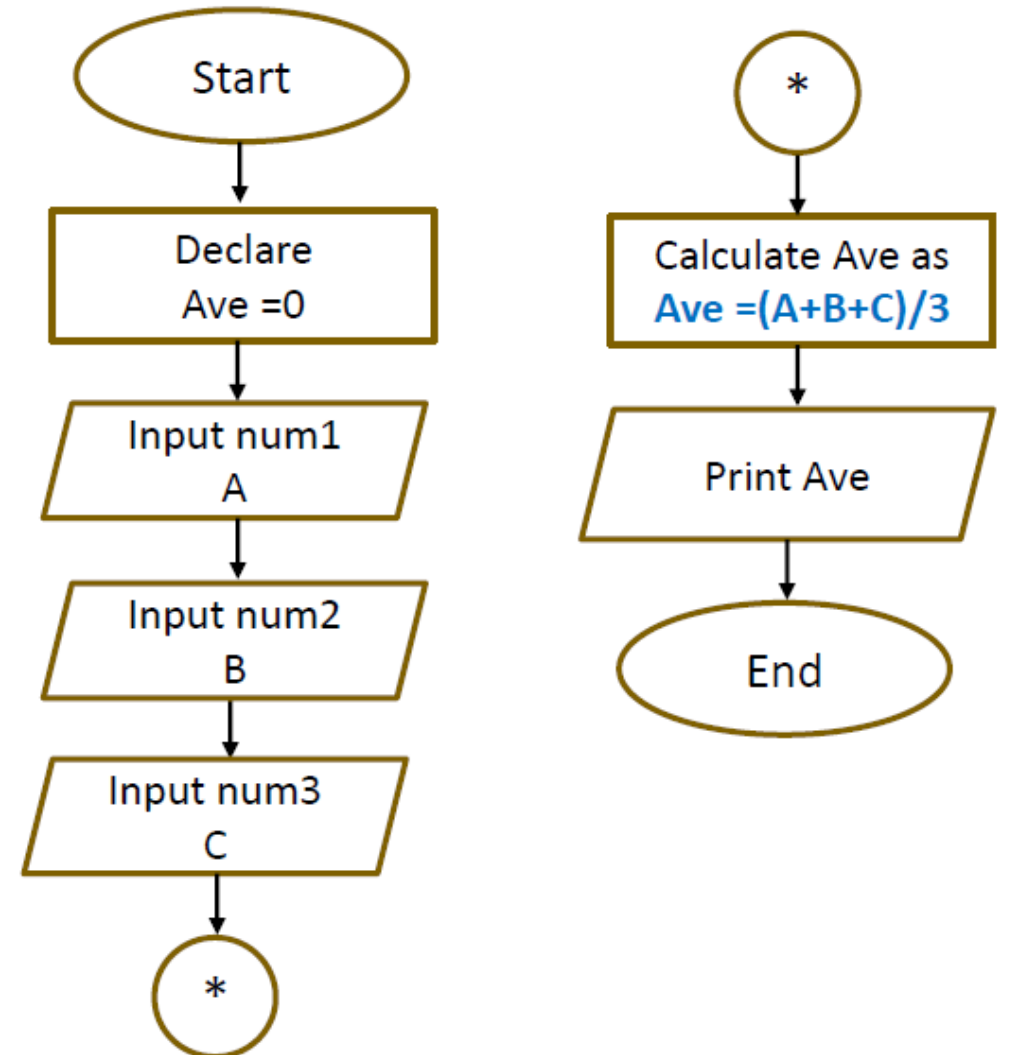 Start
Declare
Ave =0
Input num1
A
Input num2
B
Input num3
C
*
*
Calculate Ave as
Ave =(A+B+C)/3
Print Ave
End